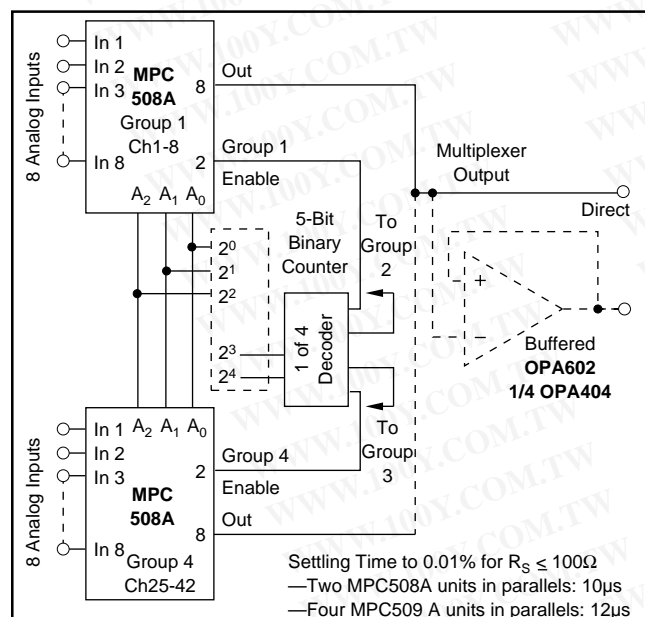 8 Analog Inputs
In 1
In 2
In 3
In 8
MPC
508A
Group 1
Ch1-8
8
Out
2
Group 1
Enable
A2 A1 A0
2⁰
2¹
2²
2³
2⁴
5-Bit
Binary
Counter
1 of 4
Decoder
To
Group
2
To
Group
3
Multiplexer
Output
Direct
– +
–
Buffered
OPA602
1/4 OPA404
8 Analog Inputs
In 1
In 2
In 3
In 8
A2 A1 A0
MPC
508A
Group 4
Ch25-42
2
Group 4
Enable
8
Out
Settling Time to 0.01% for RS ≤ 100Ω
—Two MPC508A units in parallels: 10µs
—Four MPC509 A units in parallels: 12µs
WWW.100Y.COM.TW